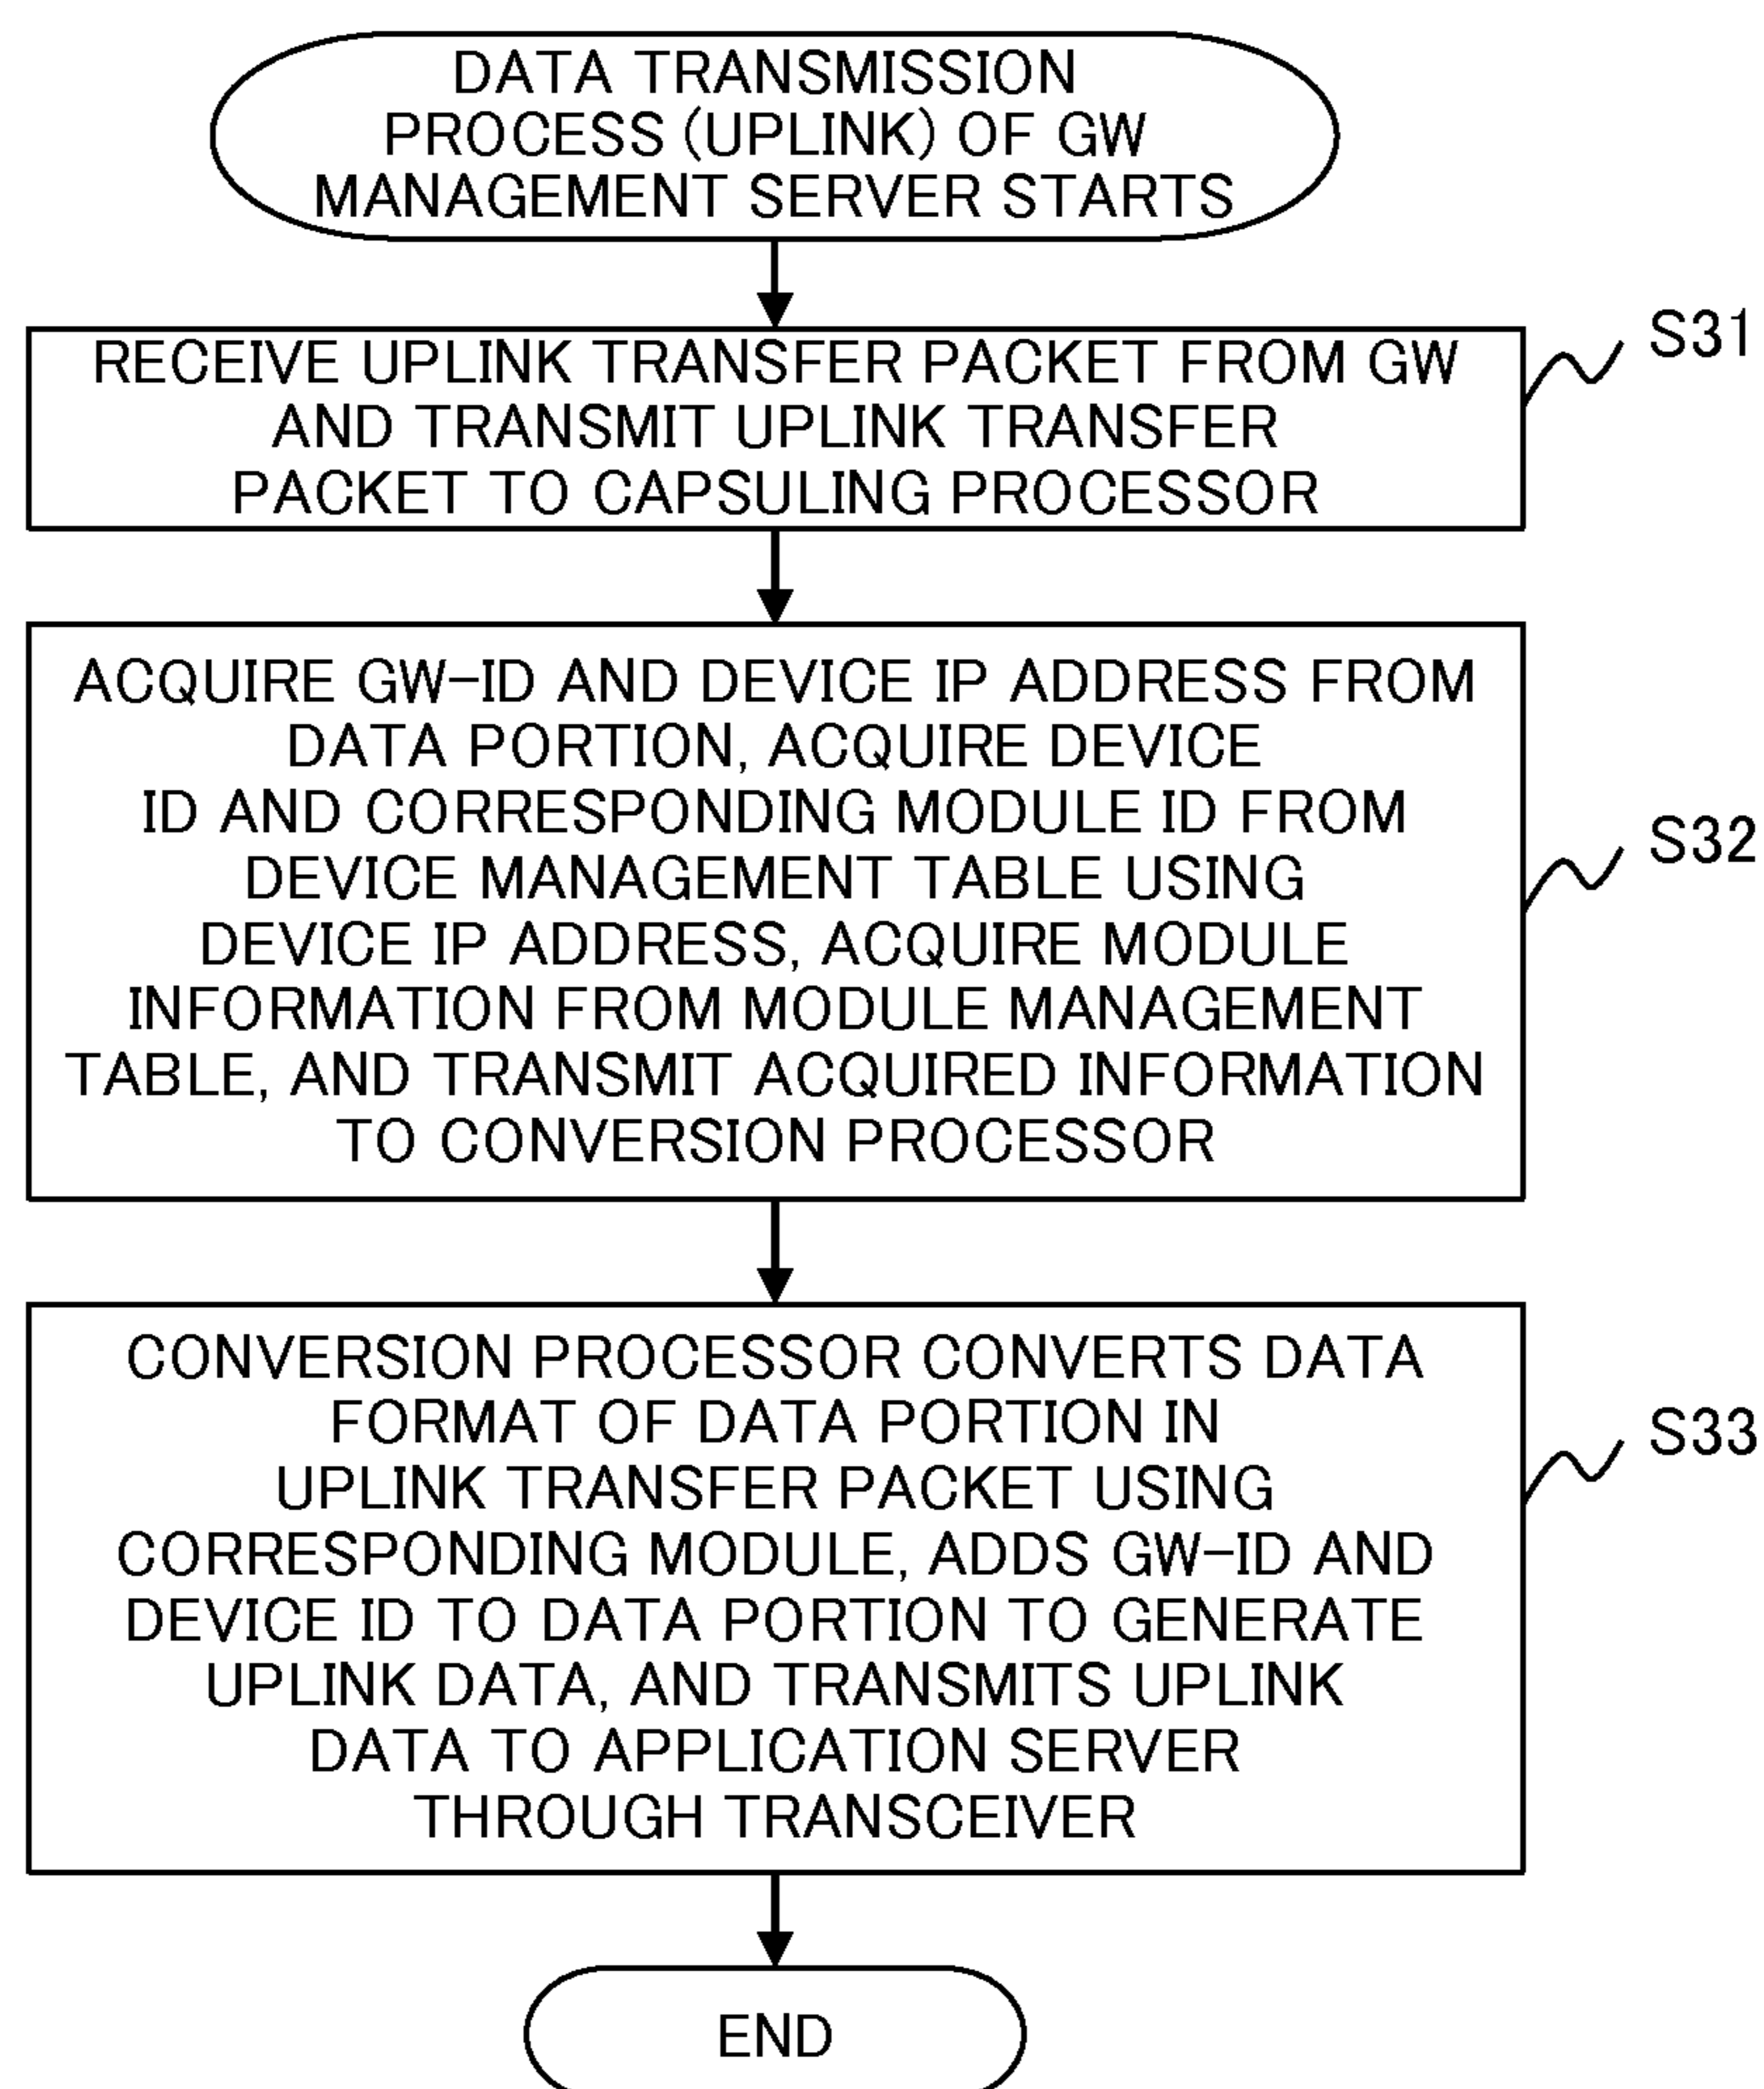 DATA TRANSMISSION
PROCESS (UPLINK) OF GW
MANAGEMENT SERVER STARTS
RECEIVE UPLINK TRANSFER PACKET FROM GW
AND TRANSMIT UPLINK TRANSFER
PACKET TO CAPSULING PROCESSOR
S31
ACQUIRE GW-ID AND DEVICE IP ADDRESS FROM
DATA PORTION, ACQUIRE DEVICE
ID AND CORRESPONDING MODULE ID FROM
DEVICE MANAGEMENT TABLE USING
DEVICE IP ADDRESS, ACQUIRE MODULE
INFORMATION FROM MODULE MANAGEMENT
TABLE, AND TRANSMIT ACQUIRED INFORMATION
TO CONVERSION PROCESSOR
S32
CONVERSION PROCESSOR CONVERTS DATA
FORMAT OF DATA PORTION IN
UPLINK TRANSFER PACKET USING
CORRESPONDING MODULE, ADDS GW-ID AND
DEVICE ID TO DATA PORTION TO GENERATE
UPLINK DATA, AND TRANSMITS UPLINK
DATA TO APPLICATION SERVER
THROUGH TRANSCEIVER
S33
END